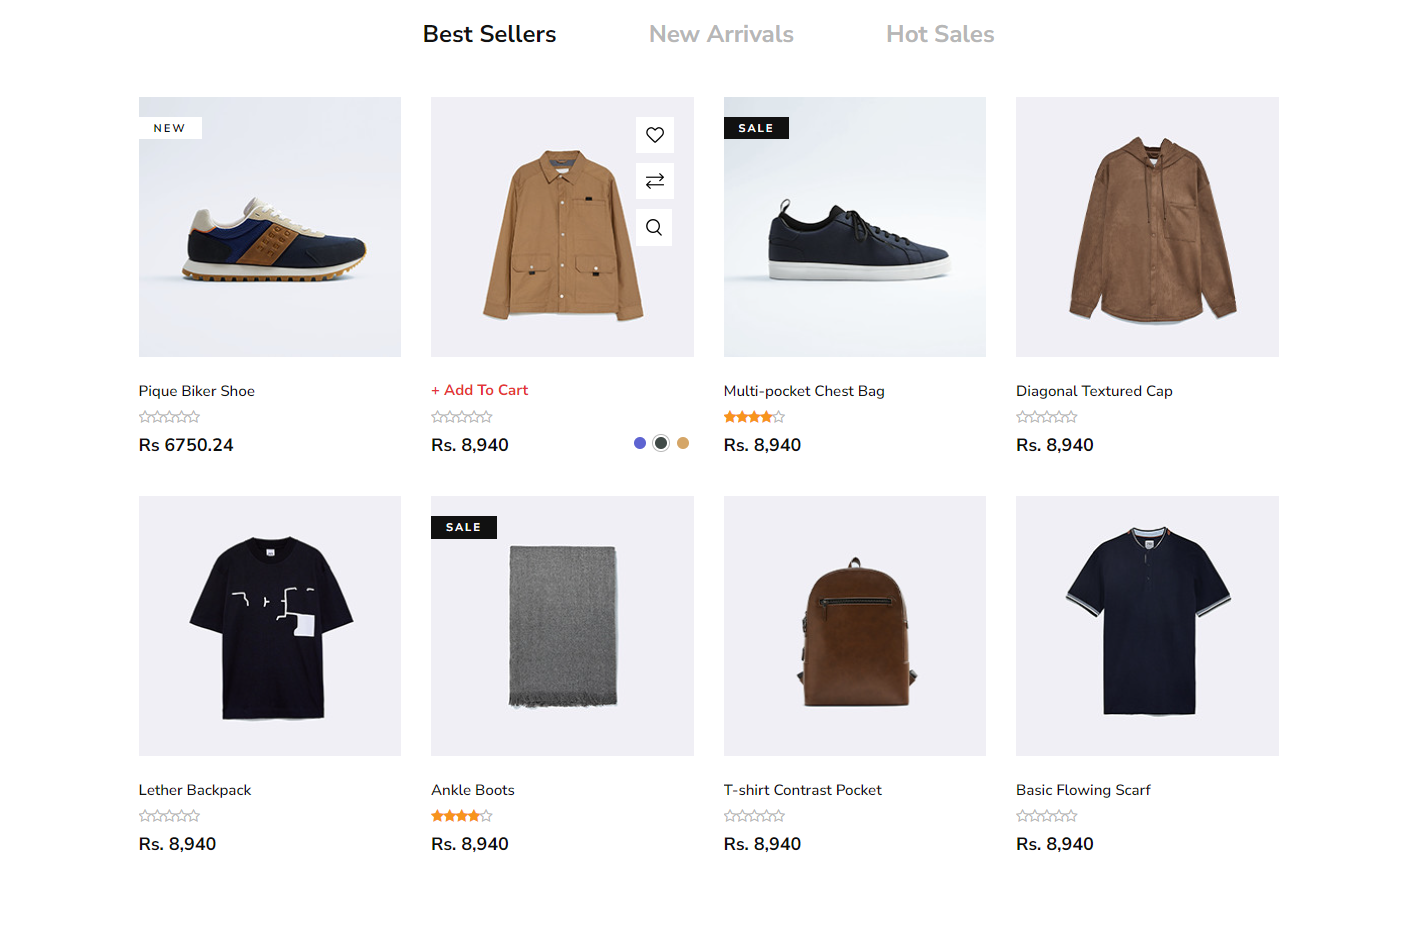 Best Sellers New Arrivals Hot Sales
NEW
SALE
Pique Biker Shoe
+ Add To Cart
Multi-pocket Chest Bag
Diagonal Textured Cap
Rs 6750.24
Rs. 8,940
Rs. 8,940
Rs. 8,940
SALE
Lether Backpack
Ankle Boots
T-shirt Contrast Pocket
Basic Flowing Scarf
Rs. 8,940
Rs. 8,940
Rs. 8,940
Rs. 8,940